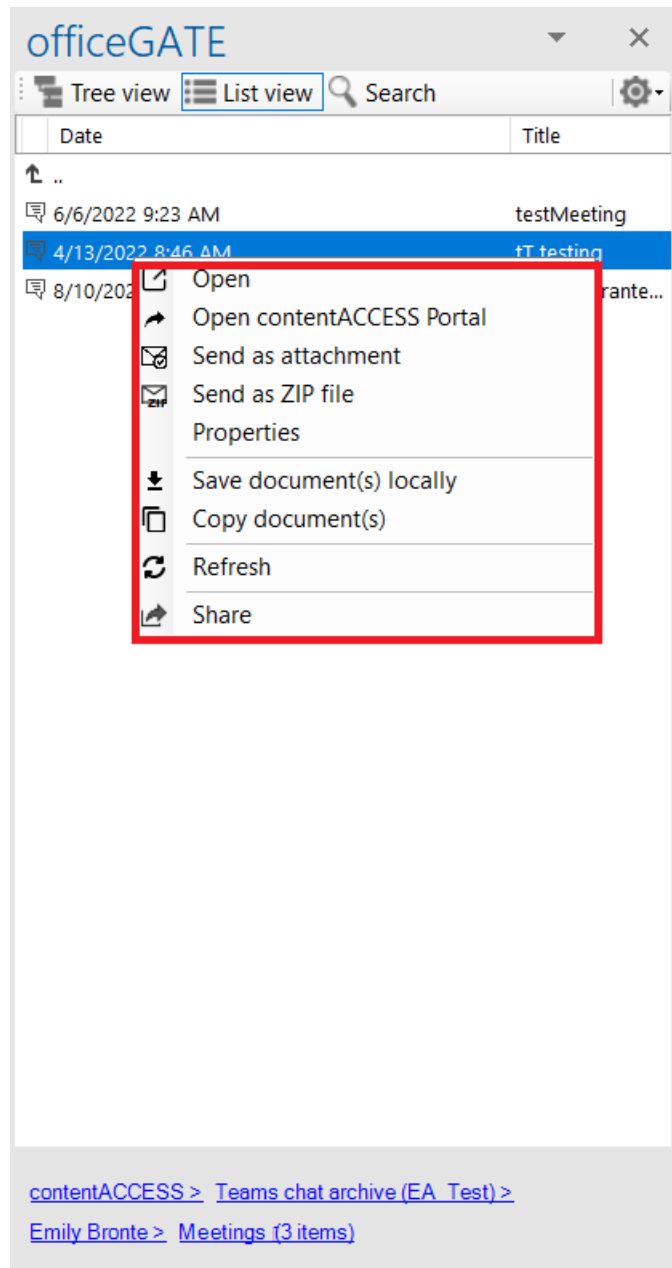 officeGATE
Tree view List view Search
Date Title
..
6/6/2022 9:23 AM testMeeting
4/13/2022 8:46 AM tT testing
8/10/202 rante...
Open
Open contentACCESS Portal
Send as attachment
ZIP Send as ZIP file
Properties
Save document(s) locally
Copy document(s)
Refresh
Share
contentACCESS > Teams chat archive (EA_Test) >
Emily Bronte > Meetings (3 items)